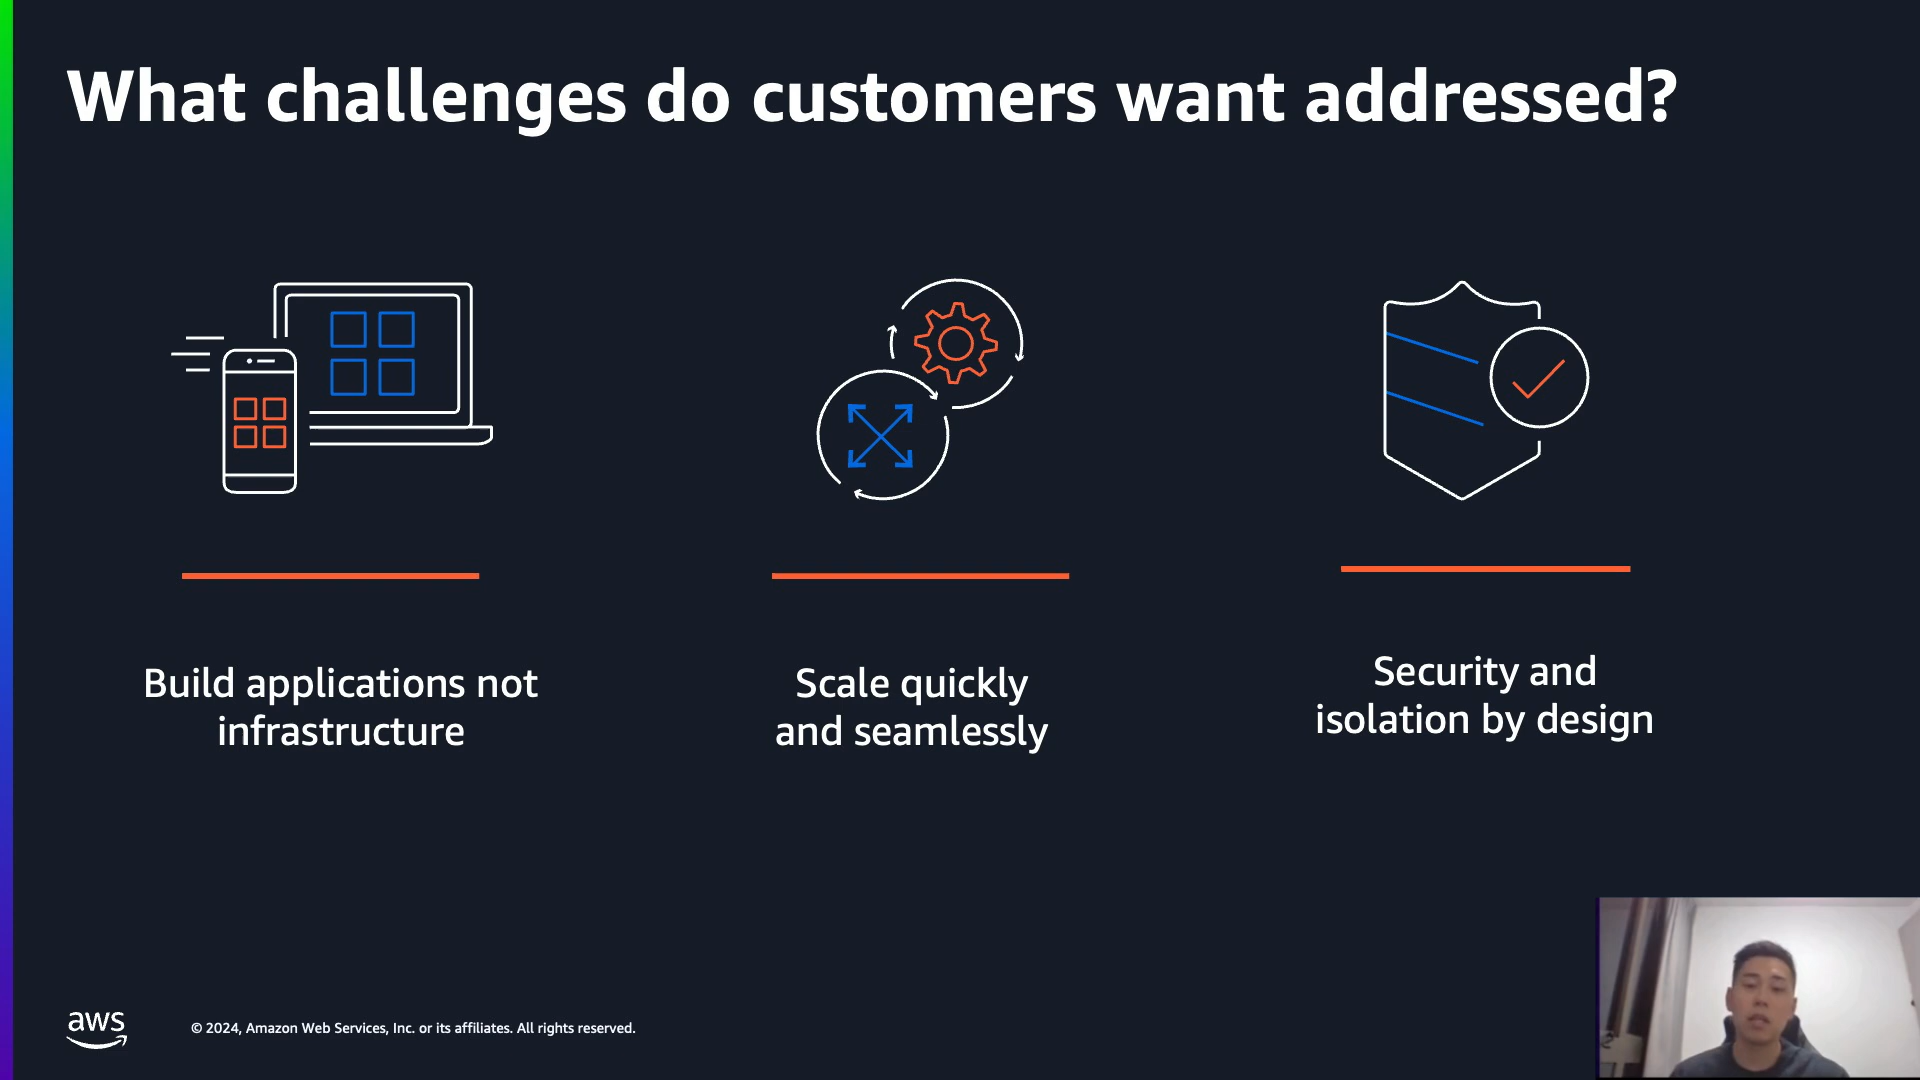 What challenges do customers want addressed?
Build applications not
infrastructure
Scale quickly
and seamlessly
Security and
isolation by design
aws
© 2024, Amazon Web Services, Inc. or its affiliates. All rights reserved.